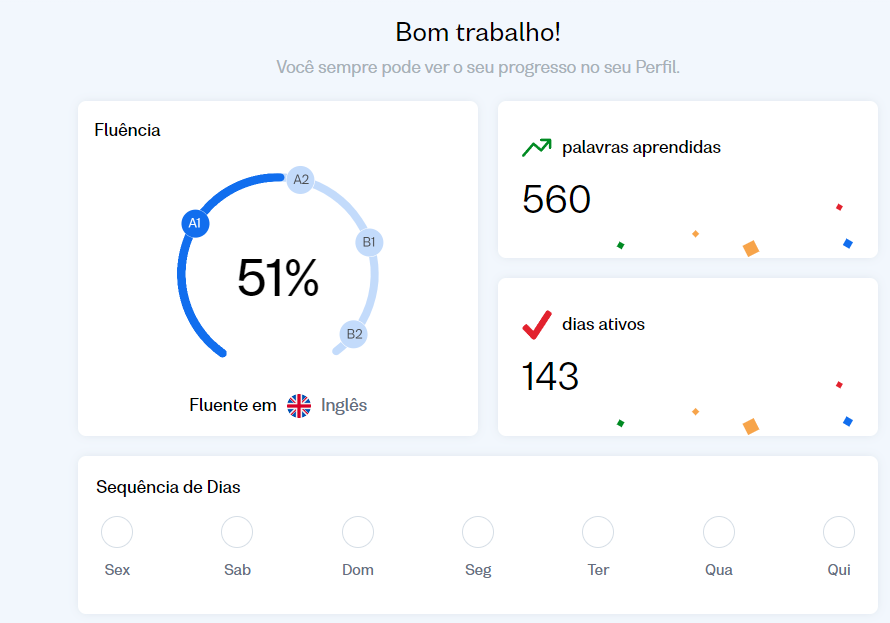 Bom trabalho!
Você sempre pode ver o seu progresso no seu Perfil.
Fluência
A1
A2
B1
B2
51%
Fluente em Inglês
palavras aprendidas
560
dias ativos
143
Sequência de Dias
Sex Sab Dom Seg Ter Qua Qui